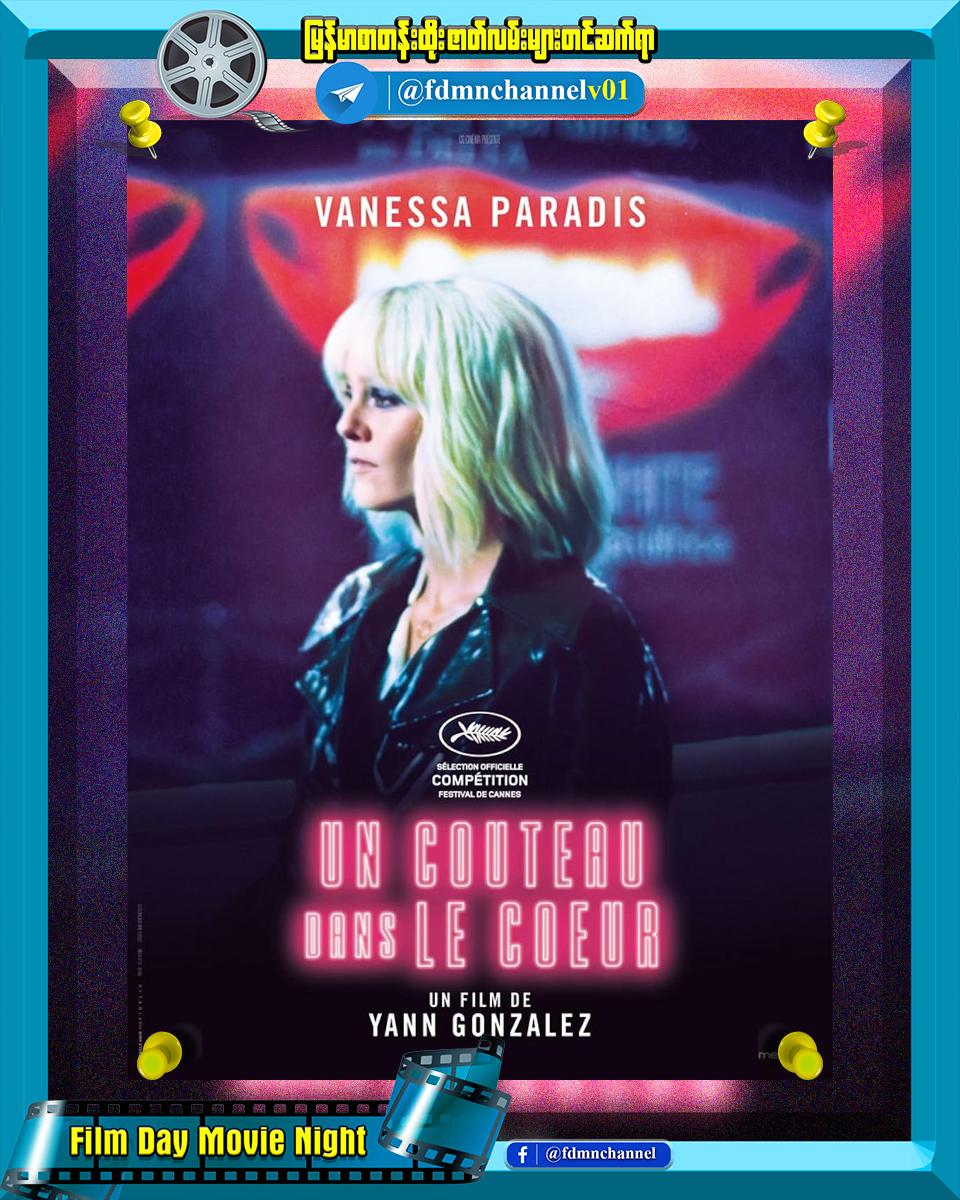 မြန်မာစာတန်းထိုးဇာတ်လမ်းများတင်ဆက်ရာ
@fdmnchannelv01
VANESSA PARADIS
SÉLECTION OFFICIELLE
COMPÉTITION
FESTIVAL DE CANNES
UN COUTEAU
DANS LE COEUR
UN FILM DE
YANN GONZALEZ
Film Day Movie Night
@fdmnchannel